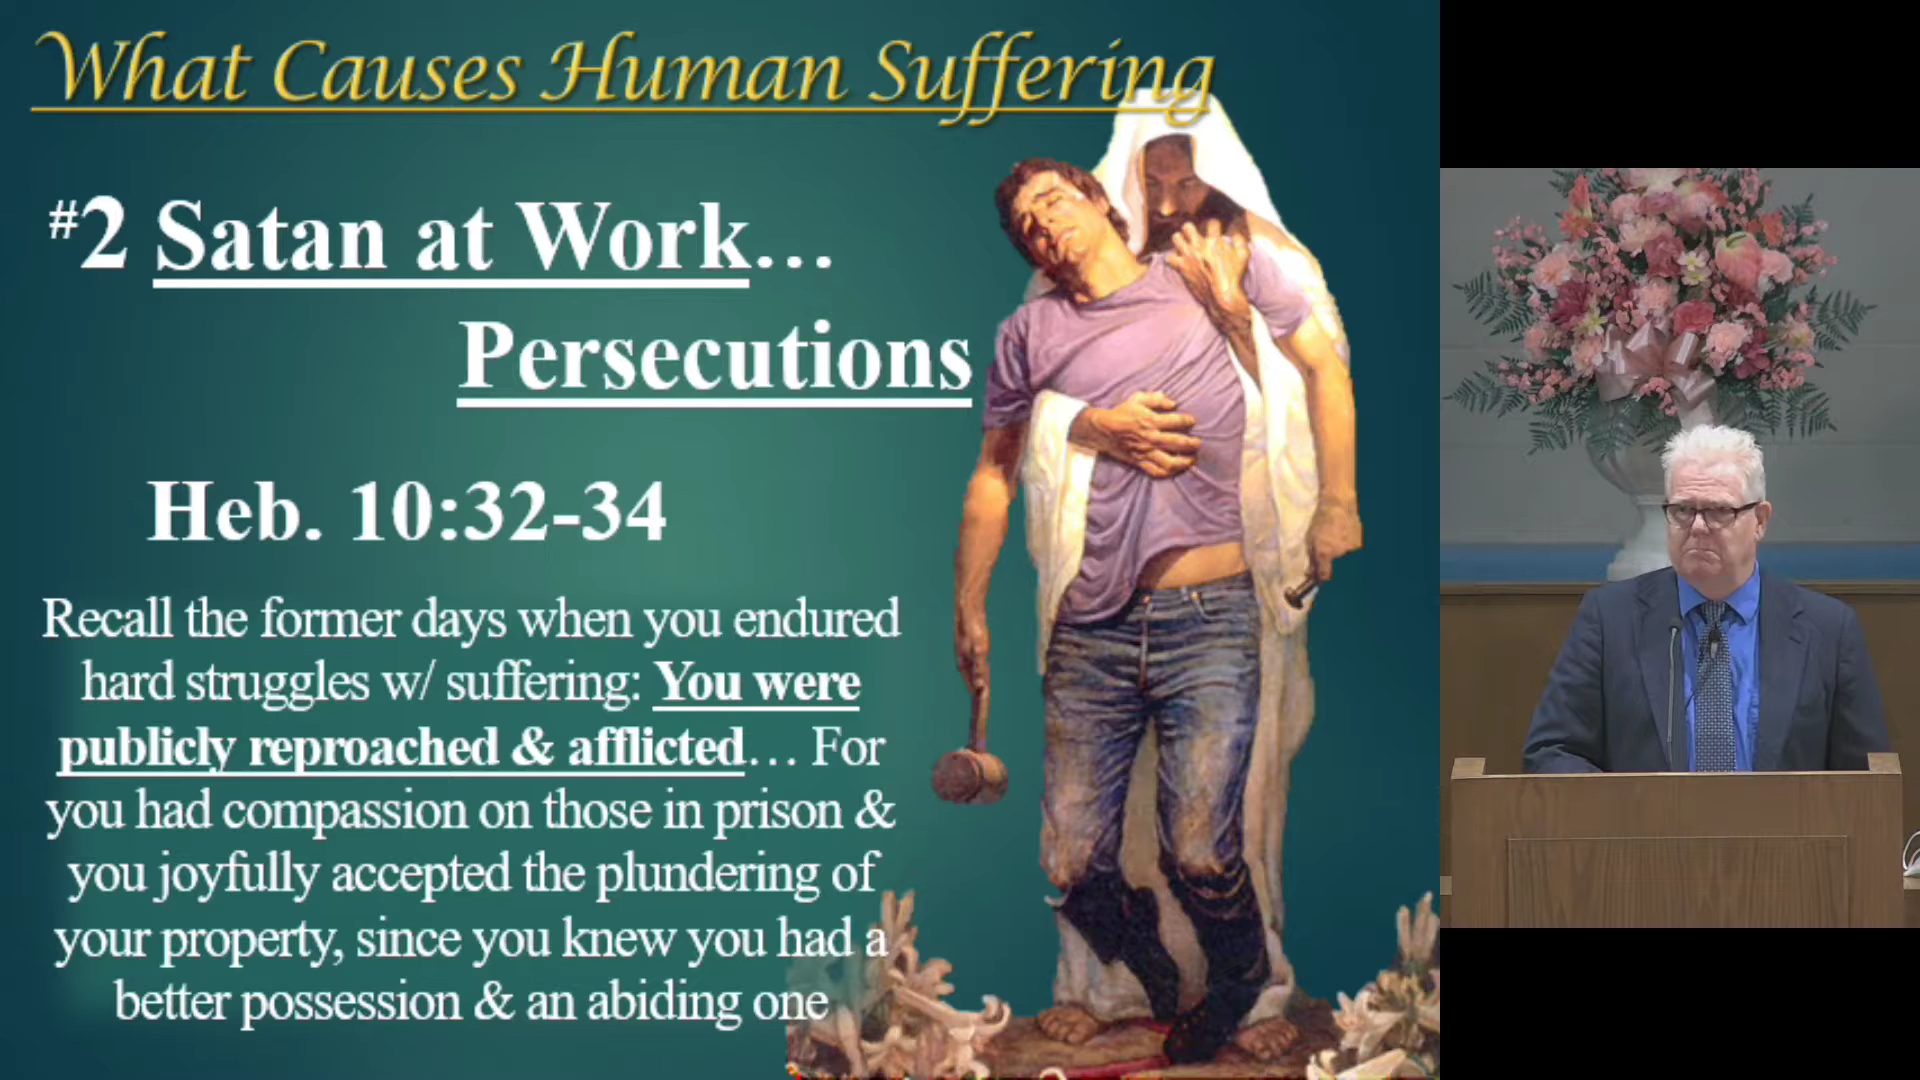 What Causes Human Suffering
#2 Satan at Work…
Persecutions
Heb. 10:32-34
Recall the former days when you endured
hard struggles w/ suffering: You were
publicly reproached & afflicted… For
you had compassion on those in prison &
you joyfully accepted the plundering of
your property, since you knew you had a
better possession & an abiding one